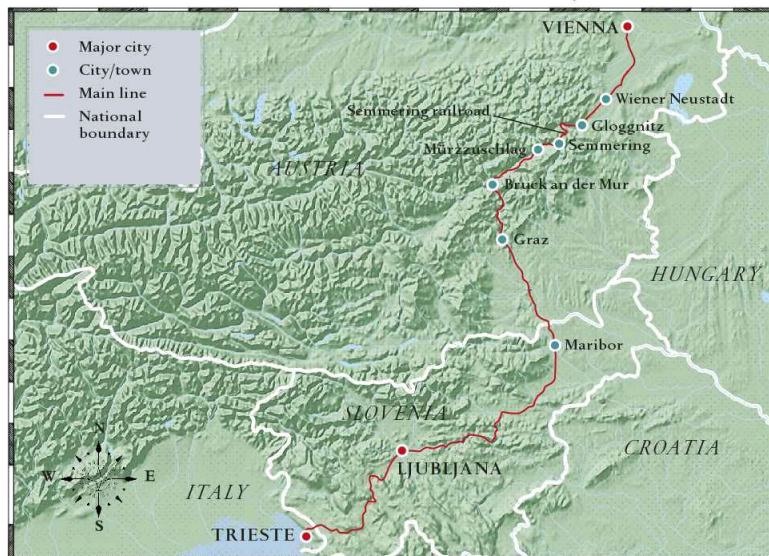 Major city
City/town
Main line
National
boundary
VIENNA
Wiener Neustadt
Semmering railroad
Gloggnitz
Mürzzuschlag
Semmering
AUSTRIA
Bruck an der Mur
Graz
HUNGARY
Maribor
SLOVENIA
CROATIA
LJUBLJANA
N
W
E
S
ITALY
TRIESTE